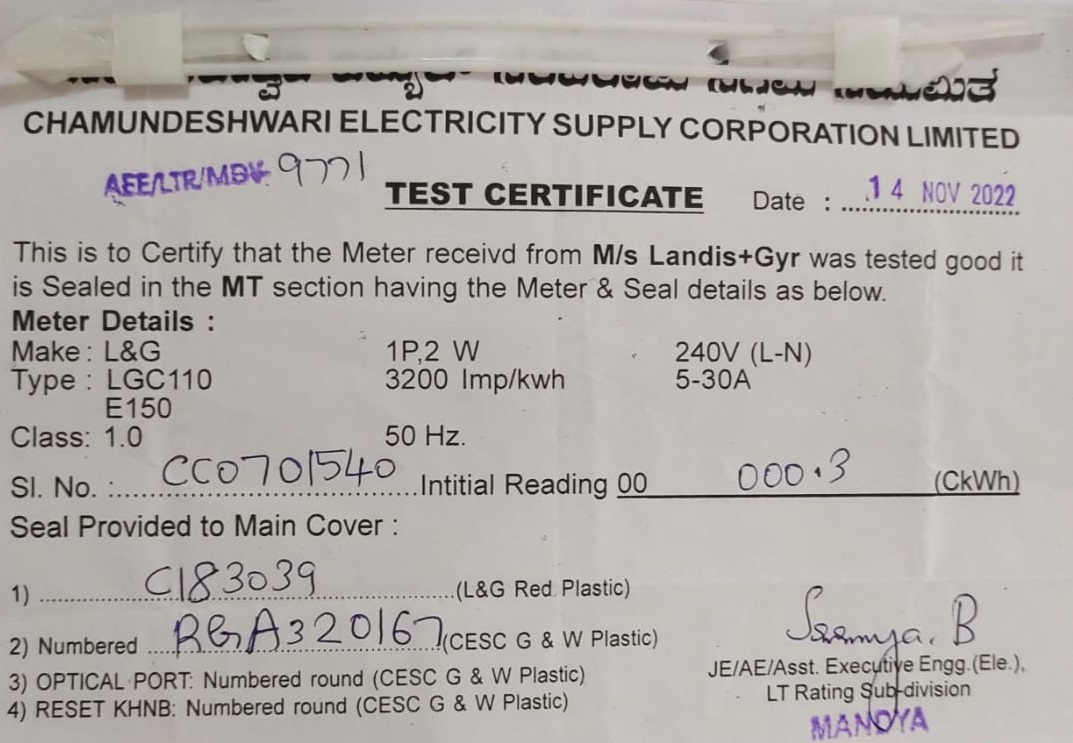 CHAMUNDESHWARI ELECTRICITY SUPPLY CORPORATION LIMITED
AEE/LTR/MDY 9771
TEST CERTIFICATE Date : 14 NOV 2022
This is to Certify that the Meter receivd from M/s Landis+Gyr was tested good it
is Sealed in the MT section having the Meter & Seal details as below.
Meter Details :
Make : L&G 1P,2 W 240V (L-N)
Type : LGC110 3200 Imp/kwh 5-30A
E150
Class: 1.0 50 Hz.
Sl. No. : CC0701540 Intitial Reading 00 000.3 (CkWh)
Seal Provided to Main Cover :
1) C183039 (L&G Red Plastic)
2) Numbered RGA320167 (CESC G & W Plastic)
3) OPTICAL PORT: Numbered round (CESC G & W Plastic)
4) RESET KHNB: Numbered round (CESC G & W Plastic)
B
JE/AE/Asst. Executive Engg.(Ele.),
LT Rating Sub-division
MANDYA